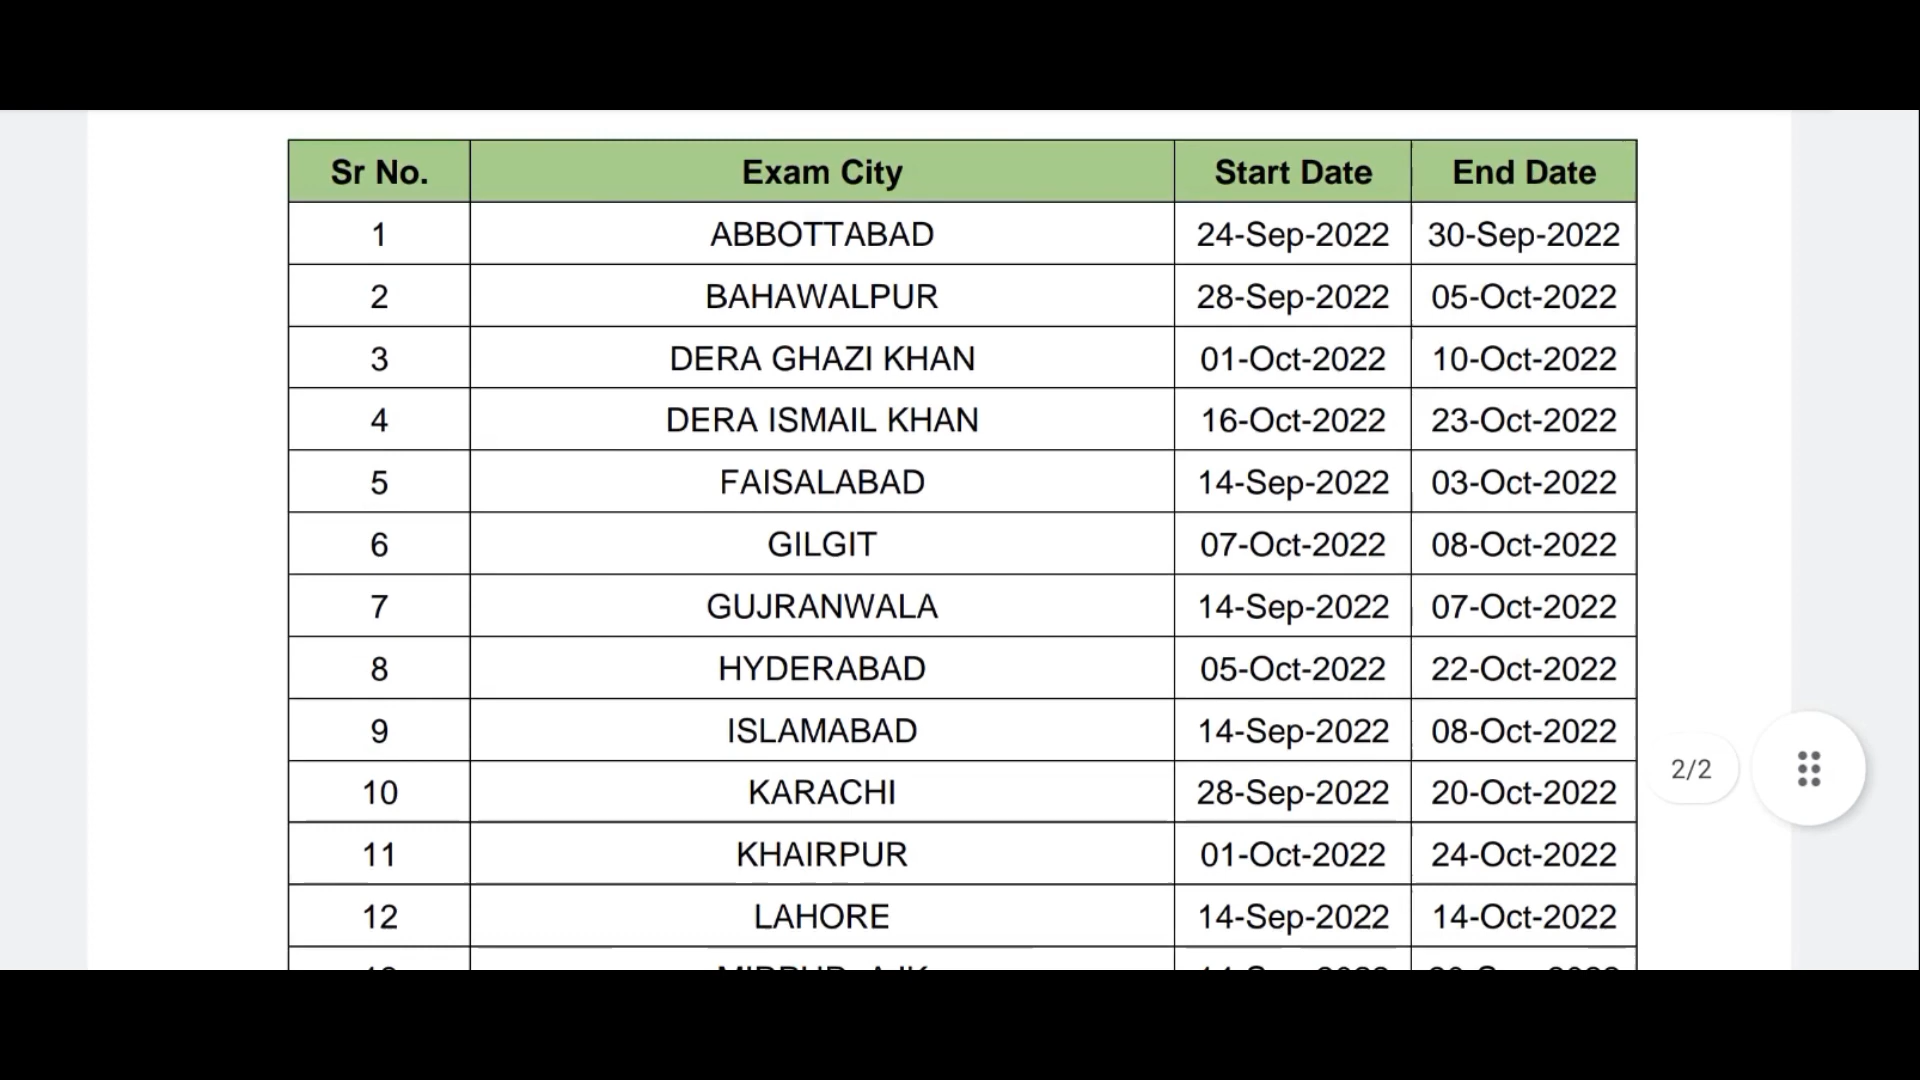 Sr No. Exam City Start Date End Date
1 ABBOTTABAD 24-Sep-2022 30-Sep-2022
2 BAHAWALPUR 28-Sep-2022 05-Oct-2022
3 DERA GHAZI KHAN 01-Oct-2022 10-Oct-2022
4 DERA ISMAIL KHAN 16-Oct-2022 23-Oct-2022
5 FAISALABAD 14-Sep-2022 03-Oct-2022
6 GILGIT 07-Oct-2022 08-Oct-2022
7 GUJRANWALA 14-Sep-2022 07-Oct-2022
8 HYDERABAD 05-Oct-2022 22-Oct-2022
9 ISLAMABAD 14-Sep-2022 08-Oct-2022
10 KARACHI 28-Sep-2022 20-Oct-2022
11 KHAIRPUR 01-Oct-2022 24-Oct-2022
12 LAHORE 14-Sep-2022 14-Oct-2022
2/2